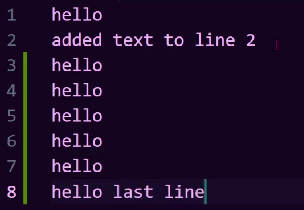 1 hello
2 added text to line 2
3 hello
4 hello
5 hello
6 hello
7 hello
8 hello last line